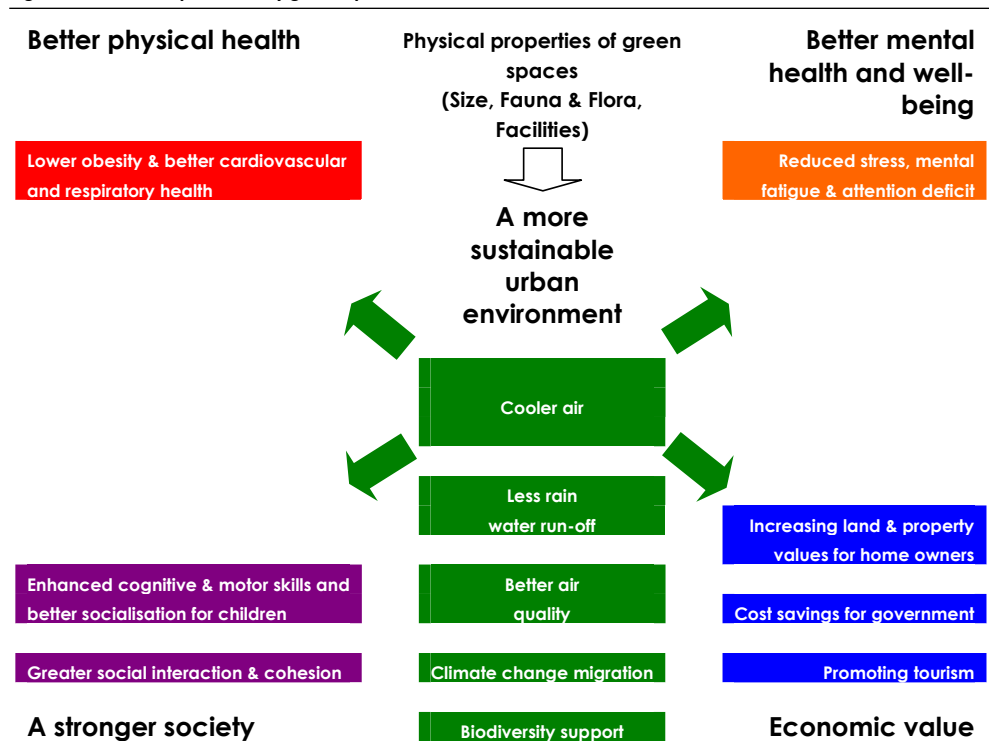 Better physical health
Physical properties of green
spaces
(Size, Fauna & Flora,
Facilities)
Better mental
health and well-
being
Lower obesity & better cardiovascular
and respiratory health
Reduced stress, mental
fatigue & attention deficit
A more
sustainable
urban
environment
Cooler air
Less rain
water run-off
Increasing land & property
values for home owners
Enhanced cognitive & motor skills and
better socialisation for children
Better air
quality
Cost savings for government
Greater social interaction & cohesion
Climate change migration
Promoting tourism
A stronger society
Biodiversity support
Economic value